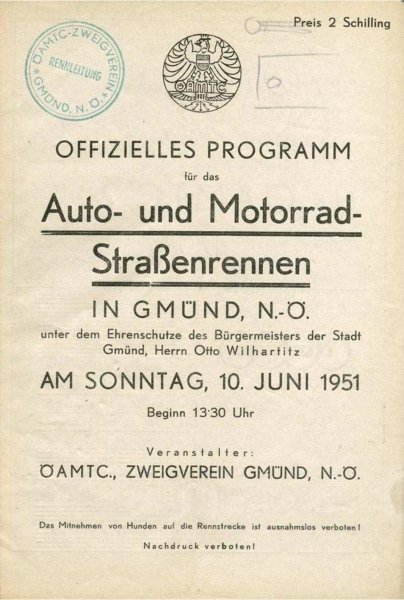 ÖAMTC-ZWEIGVEREIN
RENNLEITUNG
* GMÜND, N.Ö. *
Preis 2 Schilling
ÖAMTC
OFFIZIELLES PROGRAMM
für das
Auto- und Motorrad-
Straßenrennen
IN GMÜND, N.-Ö.
unter dem Ehrenschutze des Bürgermeisters der Stadt
Gmünd, Herrn Otto Wilhartitz
AM SONNTAG, 10. JUNI 1951
Beginn 13·30 Uhr
Veranstalter:
ÖAMTC., ZWEIGVEREIN GMÜND, N.-Ö.
Das Mitnehmen von Hunden auf die Rennstrecke ist ausnahmslos verboten!
Nachdruck verboten!